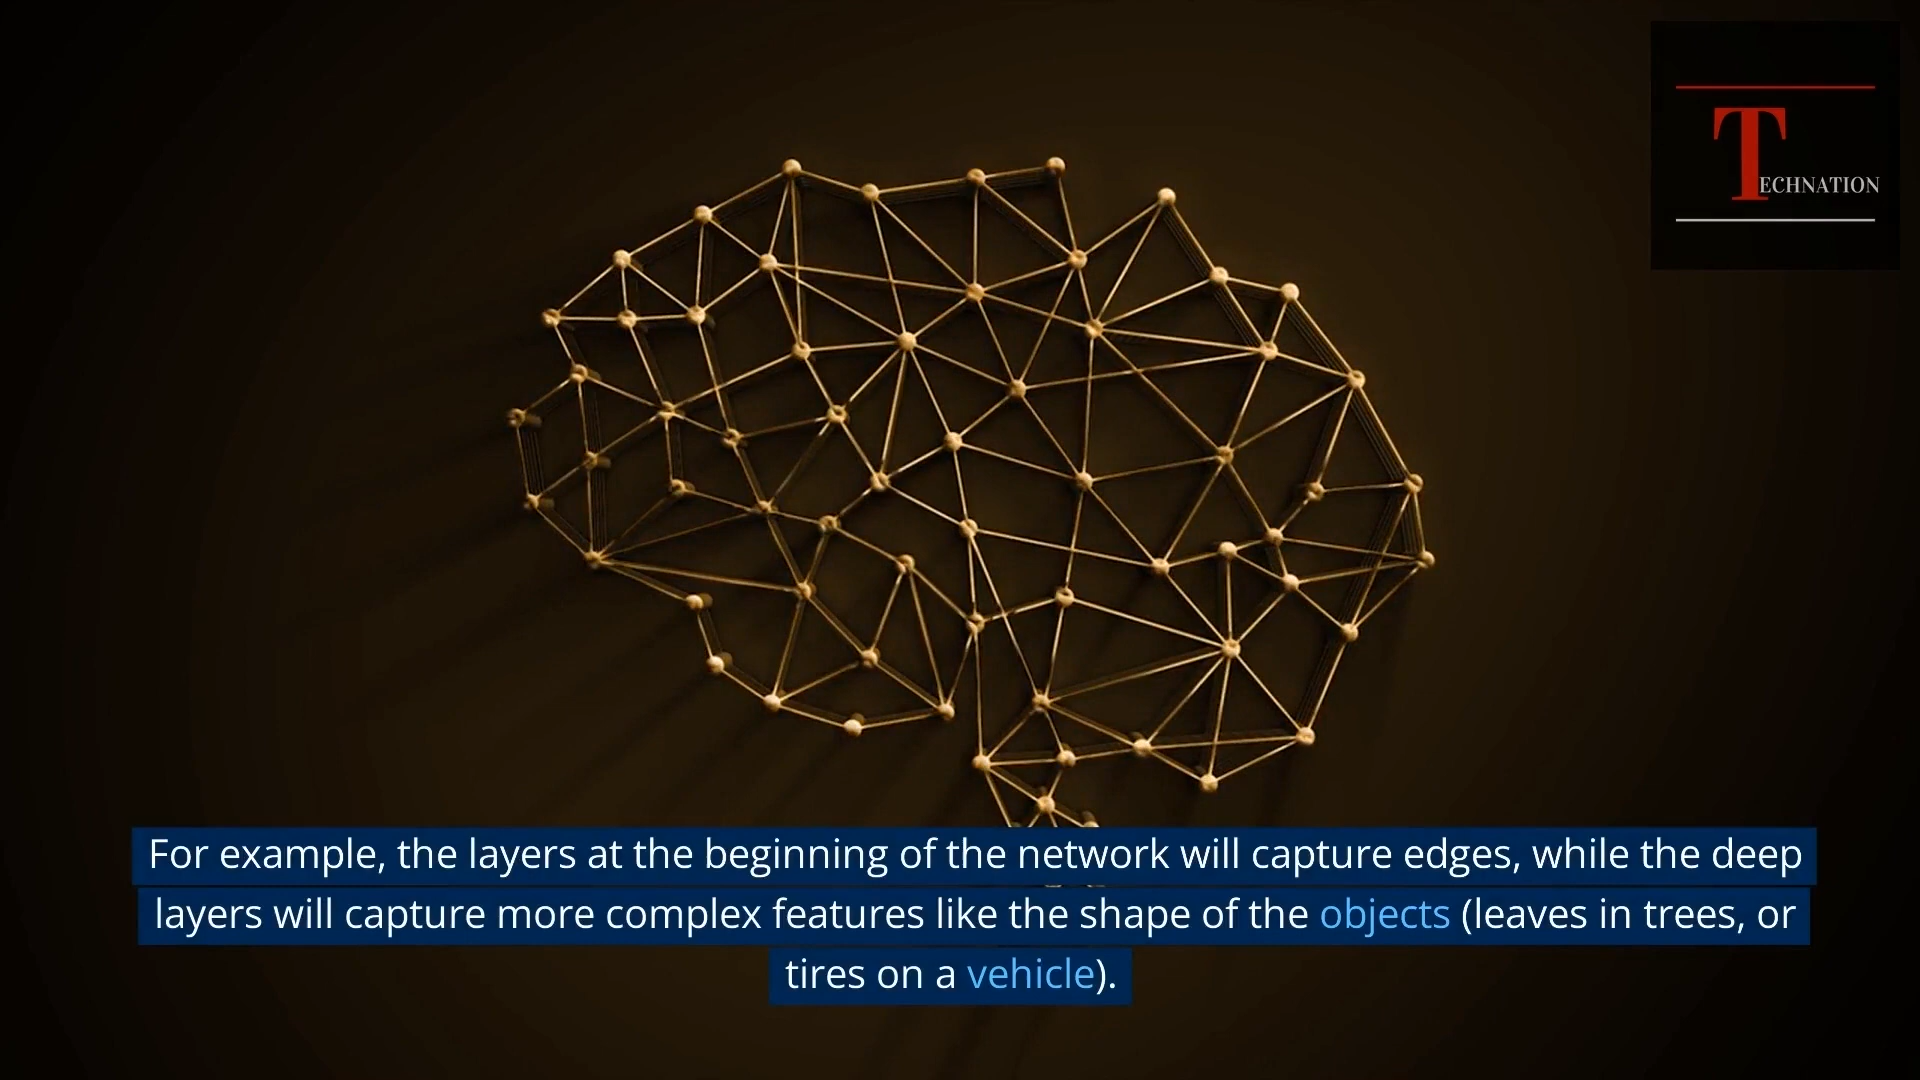 TECHNATION
For example, the layers at the beginning of the network will capture edges, while the deep
layers will capture more complex features like the shape of the objects (leaves in trees, or
tires on a vehicle).